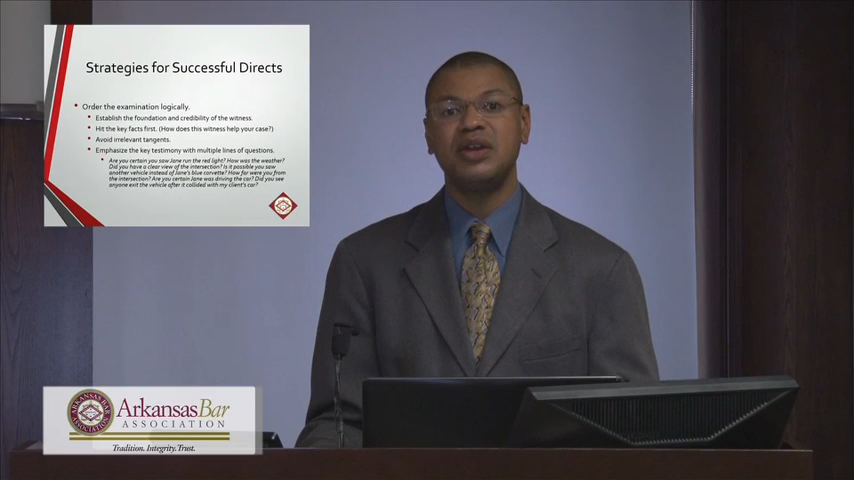 Strategies for Successful Directs
Order the examination logically.
Establish the foundation and credibility of the witness.
Hit the key facts first. (How does this witness help your case?)
Avoid irrelevant tangents.
Emphasize the key testimony with multiple lines of questions.
Are you certain you saw Jane run the red light? How was the weather?
Did you have a clear view of the intersection? Is it possible you saw
another vehicle instead of Jane's blue corvette? How far were you from
the intersection? Are you certain Jane was driving the car? Did you see
anyone exit the vehicle after it collided with my client's car?
ARKANSAS BAR
ASSOCIATION
ArkansasBar
ASSOCIATION
Tradition. Integrity. Trust.